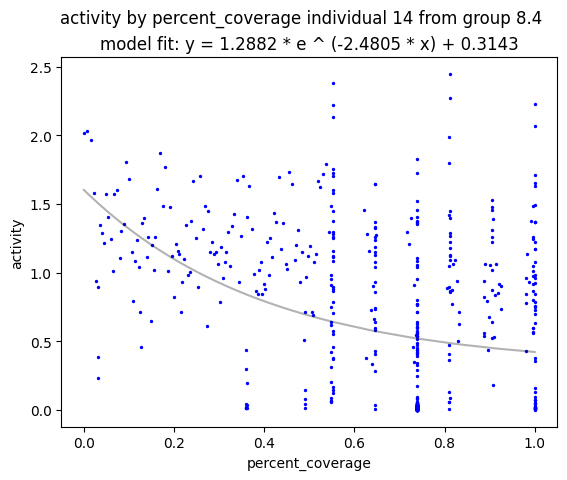 activity by percent_coverage individual 14 from group 8.4
model fit: y = 1.2882 * e ^ (-2.4805 * x) + 0.3143
2.5
2.0
1.5
1.0
0.5
0.0
activity
0.0 0.2 0.4 0.6 0.8 1.0
percent_coverage